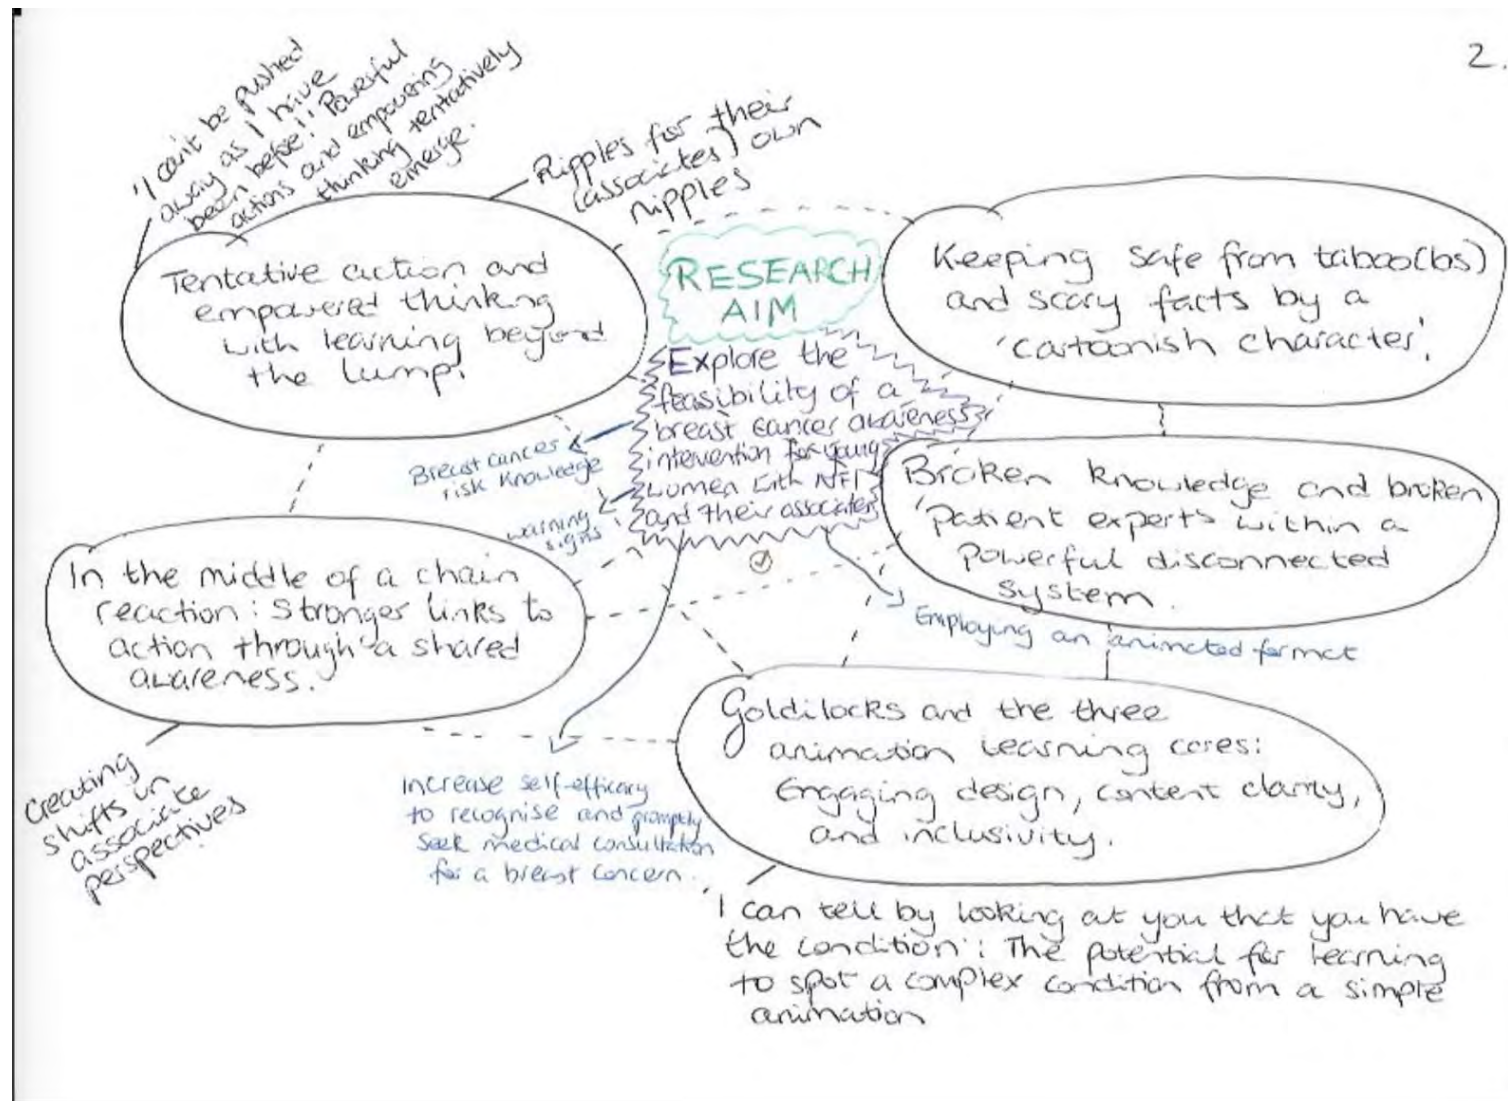 2.
'I can't be pushed
away as I have
been before': Powerful
actions and empowering
thinking tentatively
emerge.
Ripples for their
(associates) own
ripples
Tentative action and
empowered thinking
with learning beyond
the lump.
RESEARCH
AIM
Explore the
feasibility of a
breast cancer awareness
intervention for young
women with NF1
and their associates
Keeping safe from taboo(bs)
and scary facts by a
'cartoonish character'.
Breast cancer
risk knowledge
warning
signs
Broken knowledge and broken
'patient experts' within a
powerful disconnected
system.
In the middle of a chain
reaction: Stronger links to
action through a shared
awareness.
Employing an animated format
Goldilocks and the three
animation learning cores:
Engaging design, content clarity,
and inclusivity.
Creating
shifts in
associate
perspectives
Increase self-efficacy
to recognise and promptly
seek medical consultation
for a breast concern.
'I can tell by looking at you that you have
the condition': The potential for learning
to spot a complex condition from a simple
animation